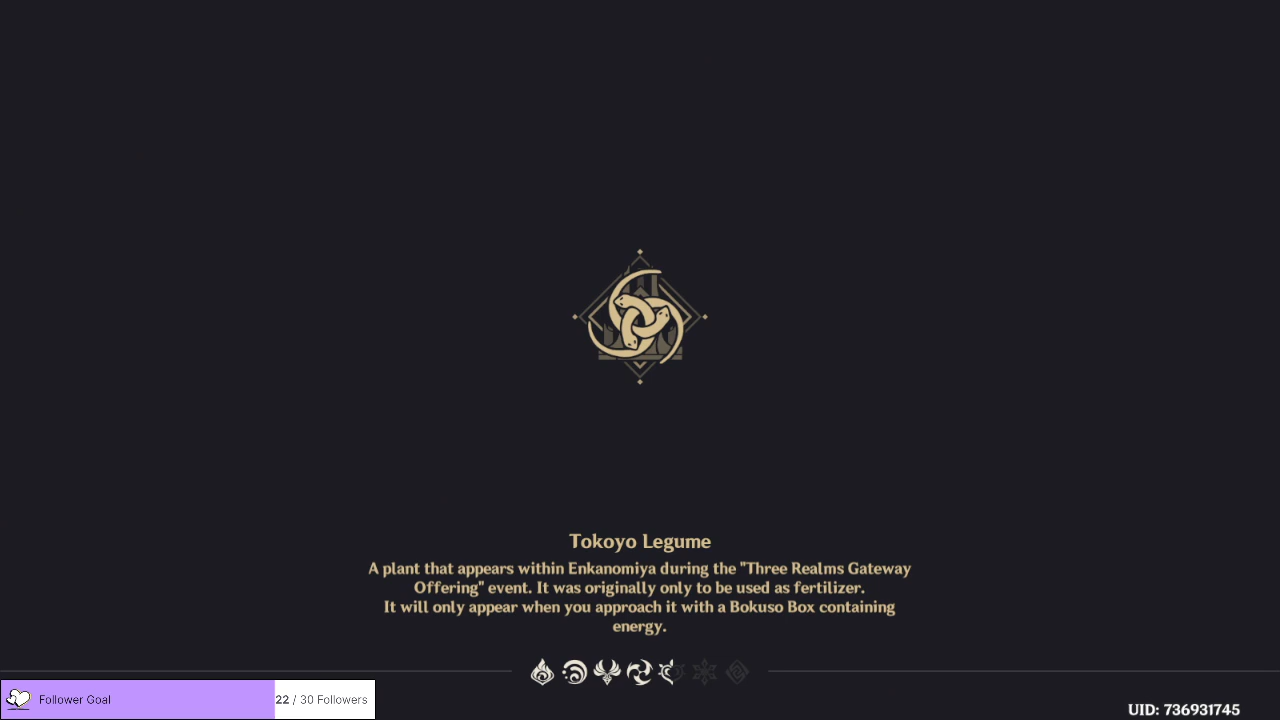 Tokoyo Legume
A plant that appears within Enkanomiya during the "Three Realms Gateway
Offering" event. It was originally only to be used as fertilizer.
It will only appear when you approach it with a Bokuso Box containing
energy.
Follower Goal
22 / 30 Followers
UID: 736931745